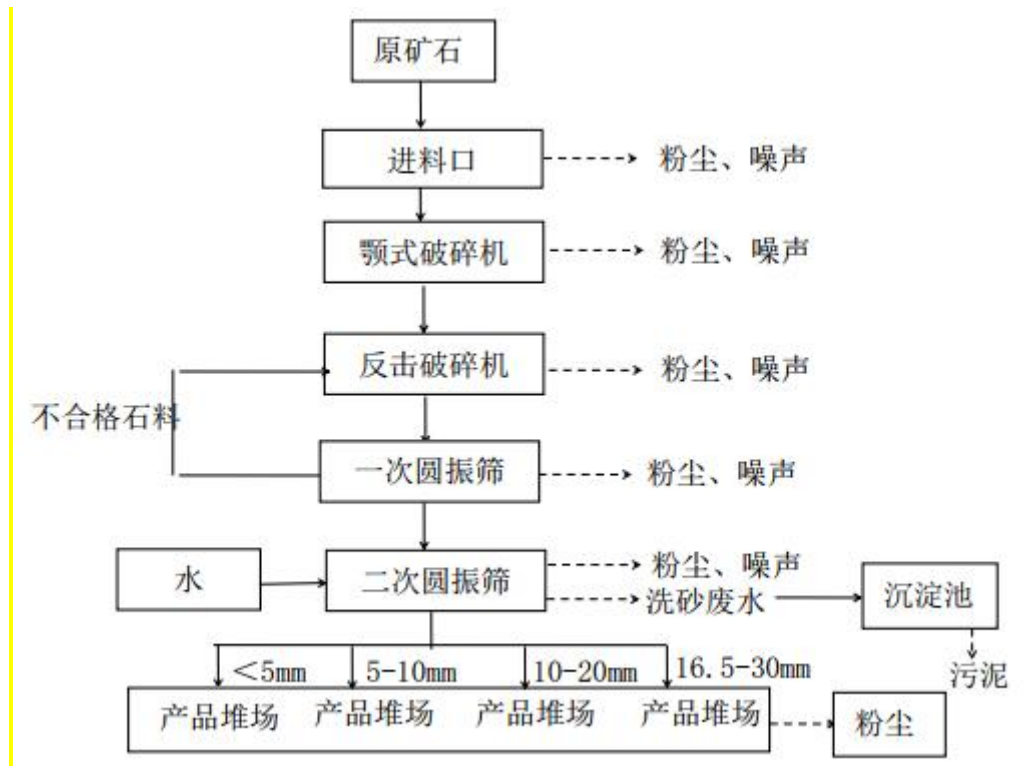 原矿石
进料口
粉尘、噪声
颚式破碎机
粉尘、噪声
反击破碎机
粉尘、噪声
不合格石料
一次圆振筛
粉尘、噪声
水
二次圆振筛
粉尘、噪声
洗砂废水
沉淀池
污泥
<5mm
5-10mm
10-20mm
16.5-30mm
产品堆场
产品堆场
产品堆场
产品堆场
粉尘